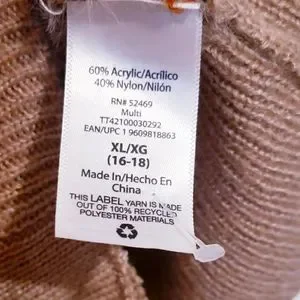 60% Acrylic/Acrílico
40% Nylon/Nilón
RN# 52469
Multi
TT42100030292
EAN/UPC 1 9609818863
XL/XG
(16-18)
Made In/Hecho En
China
THIS LABEL YARN IS MADE
OUT OF 100% RECYCLED
POLYESTER MATERIALS